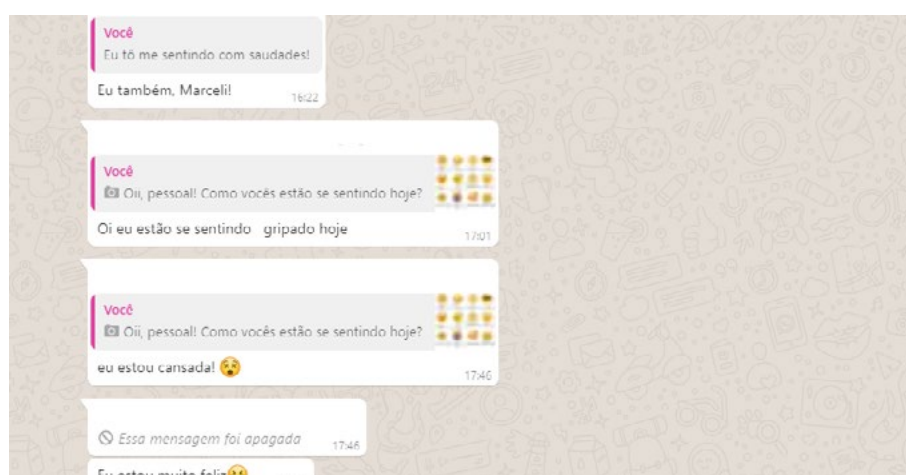 Você
Eu tô me sentindo com saudades!
Eu também, Marceli!
16:22
Você
Oii, pessoal! Como vocês estão se sentindo hoje?
Oi eu estão se sentindo gripado hoje
17:01
Você
Oii, pessoal! Como vocês estão se sentindo hoje?
eu estou cansada!
17:46
Essa mensagem foi apagada
17:46
Eu estou muito feliz